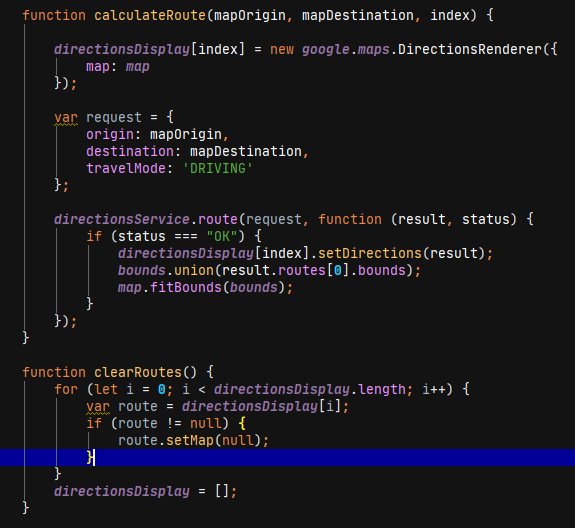 function calculateRoute(mapOrigin, mapDestination, index) {
directionsDisplay[index] = new google.maps.DirectionsRenderer({
map: map
});
var request = {
origin: mapOrigin,
destination: mapDestination,
travelMode: 'DRIVING'
};
directionsService.route(request, function (result, status) {
if (status === "OK") {
directionsDisplay[index].setDirections(result);
bounds.union(result.routes[0].bounds);
map.fitBounds(bounds);
}
});
}
function clearRoutes() {
for (let i = 0; i < directionsDisplay.length; i++) {
var route = directionsDisplay[i];
if (route != null) {
route.setMap(null);
}
}
directionsDisplay = [];
}